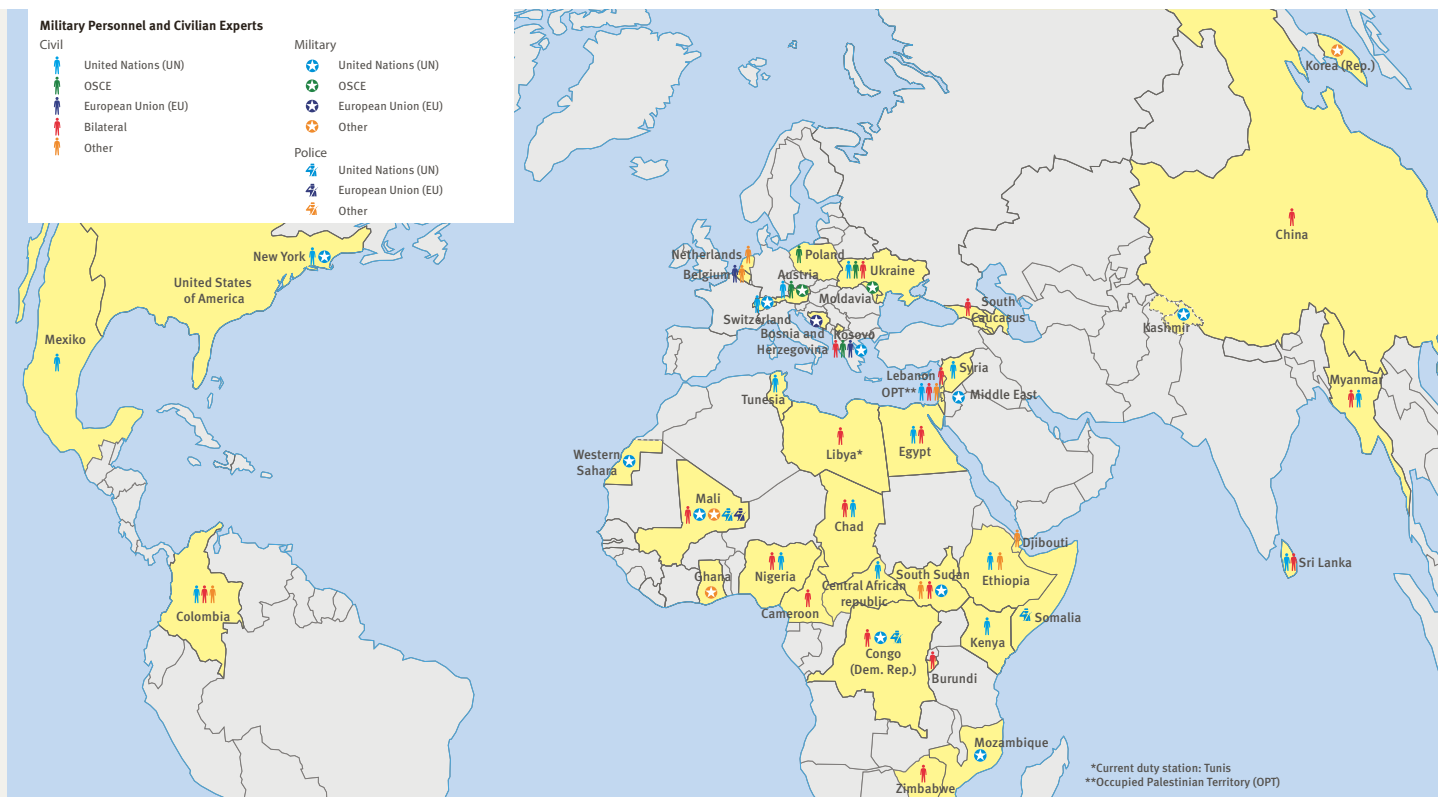 Military Personnel and Civilian Experts
Civil
United Nations (UN)
OSCE
European Union (EU)
Bilateral
Other
Military
United Nations (UN)
OSCE
European Union (EU)
Other
Police
United Nations (UN)
European Union (EU)
Other
Korea (Rep.)
China
New York
United States
of America
Mexiko
Netherlands
Poland
Belgium
Austria
Ukraine
Moldavia
Switzerland
South
Caucasus
Bosnia and
Herzegovina
Kosovo
Kashmir
Lebanon
Syria
OPT**
Middle East
Tunesia
Myanmar
Western
Sahara
Libya*
Egypt
Mali
Chad
Djibouti
Ghana
Nigeria
Central African
republic
South Sudan
Ethiopia
Sri Lanka
Colombia
Cameroon
Somalia
Kenya
Congo
(Dem. Rep.)
Burundi
Mozambique
Zimbabwe
*Current duty station: Tunis
**Occupied Palestinian Territory (OPT)